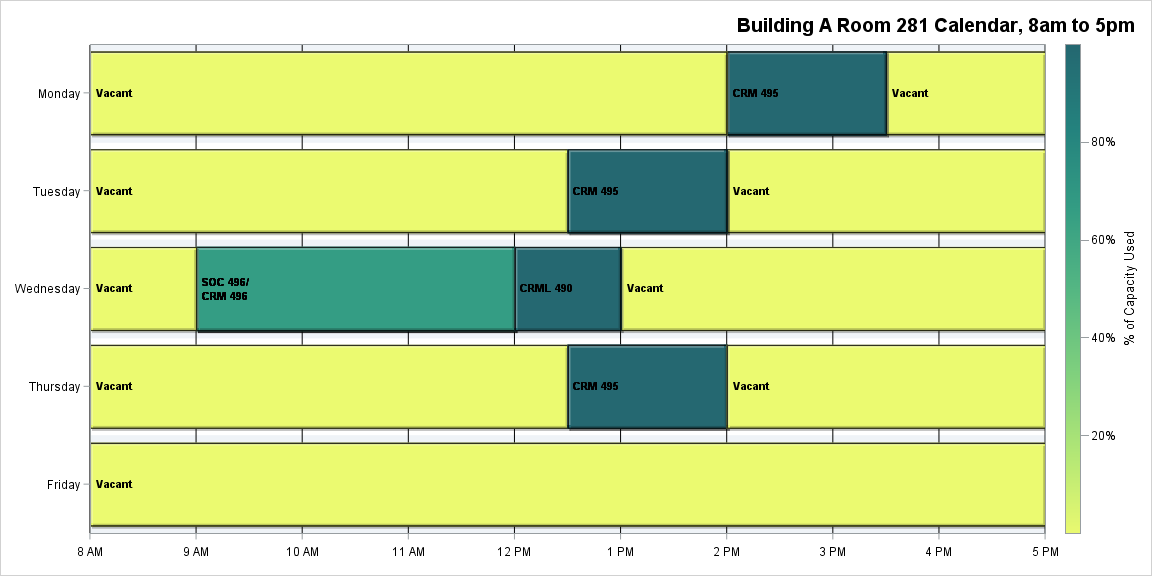 Building A Room 281 Calendar, 8am to 5pm
Monday
Vacant
CRM 495
Vacant
Tuesday
Vacant
CRM 495
Vacant
Wednesday
Vacant
SOC 496/
CRM 496
CRML 490
Vacant
Thursday
Vacant
CRM 495
Vacant
Friday
Vacant
8 AM
9 AM
10 AM
11 AM
12 PM
1 PM
2 PM
3 PM
4 PM
5 PM
80%
60%
40%
20%
% of Capacity Used